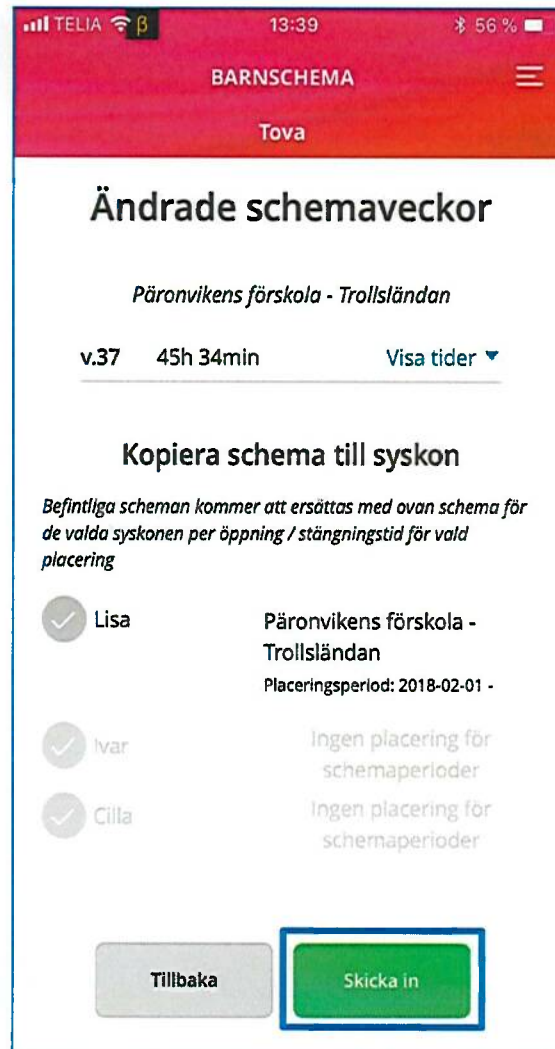 TELIA β 13:39 56 %
BARNSCHEMA
Tova
Ändrade schemaveckor
Päronvikens förskola - Trollsländan
v.37 45h 34min Visa tider
Kopiera schema till syskon
Befintliga scheman kommer att ersättas med ovan schema för
de valda syskonen per öppning / stängningstid för vald
placering
Lisa Päronvikens förskola -
Trollsländan
Placeringsperiod: 2018-02-01 -
Ivar Ingen placering för
schemaperioder
Cilla Ingen placering för
schemaperioder
Tillbaka Skicka in